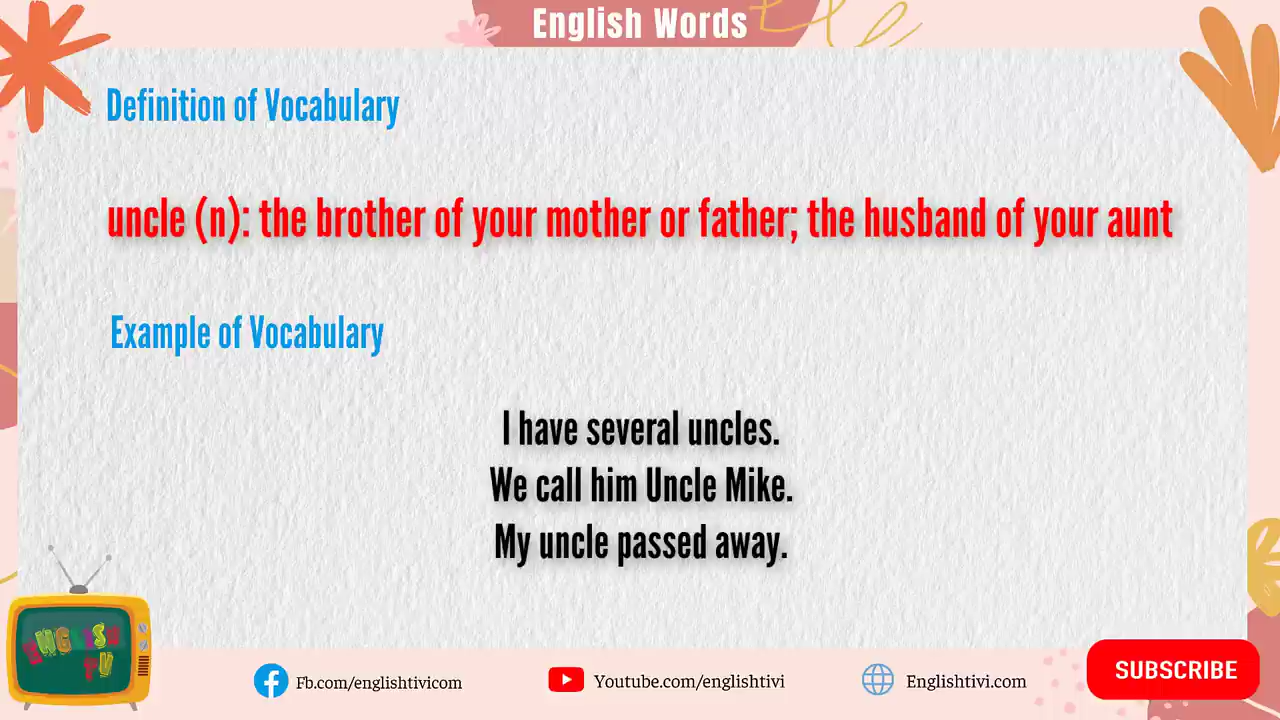 English Words
Definition of Vocabulary
uncle (n): the brother of your mother or father; the husband of your aunt
Example of Vocabulary
I have several uncles.
We call him Uncle Mike.
My uncle passed away.
ENGLISH
TV
Fb.com/englishtivicom
Youtube.com/englishtivi
Englishtivi.com
SUBSCRIBE